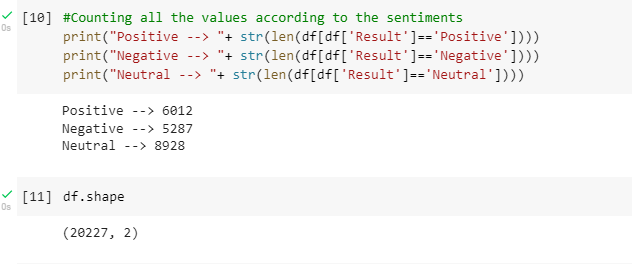 [10] #Counting all the values according to the sentiments
print("Positive --> "+ str(len(df[df['Result']=='Positive'])))
print("Negative --> "+ str(len(df[df['Result']=='Negative'])))
print("Neutral --> "+ str(len(df[df['Result']=='Neutral'])))
0s
Positive --> 6012
Negative --> 5287
Neutral --> 8928
[11] df.shape
0s
(20227, 2)